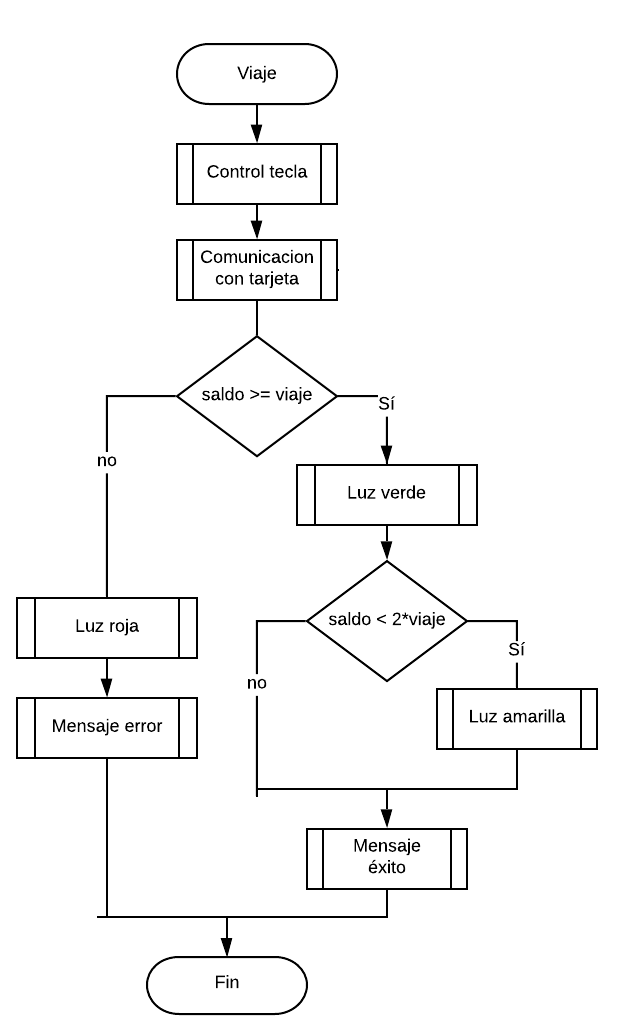 Viaje
Control tecla
Comunicacion
con tarjeta
saldo >= viaje
Sí
no
Luz verde
saldo < 2*viaje
Luz roja
Sí
no
Luz amarilla
Mensaje error
Mensaje
éxito
Fin